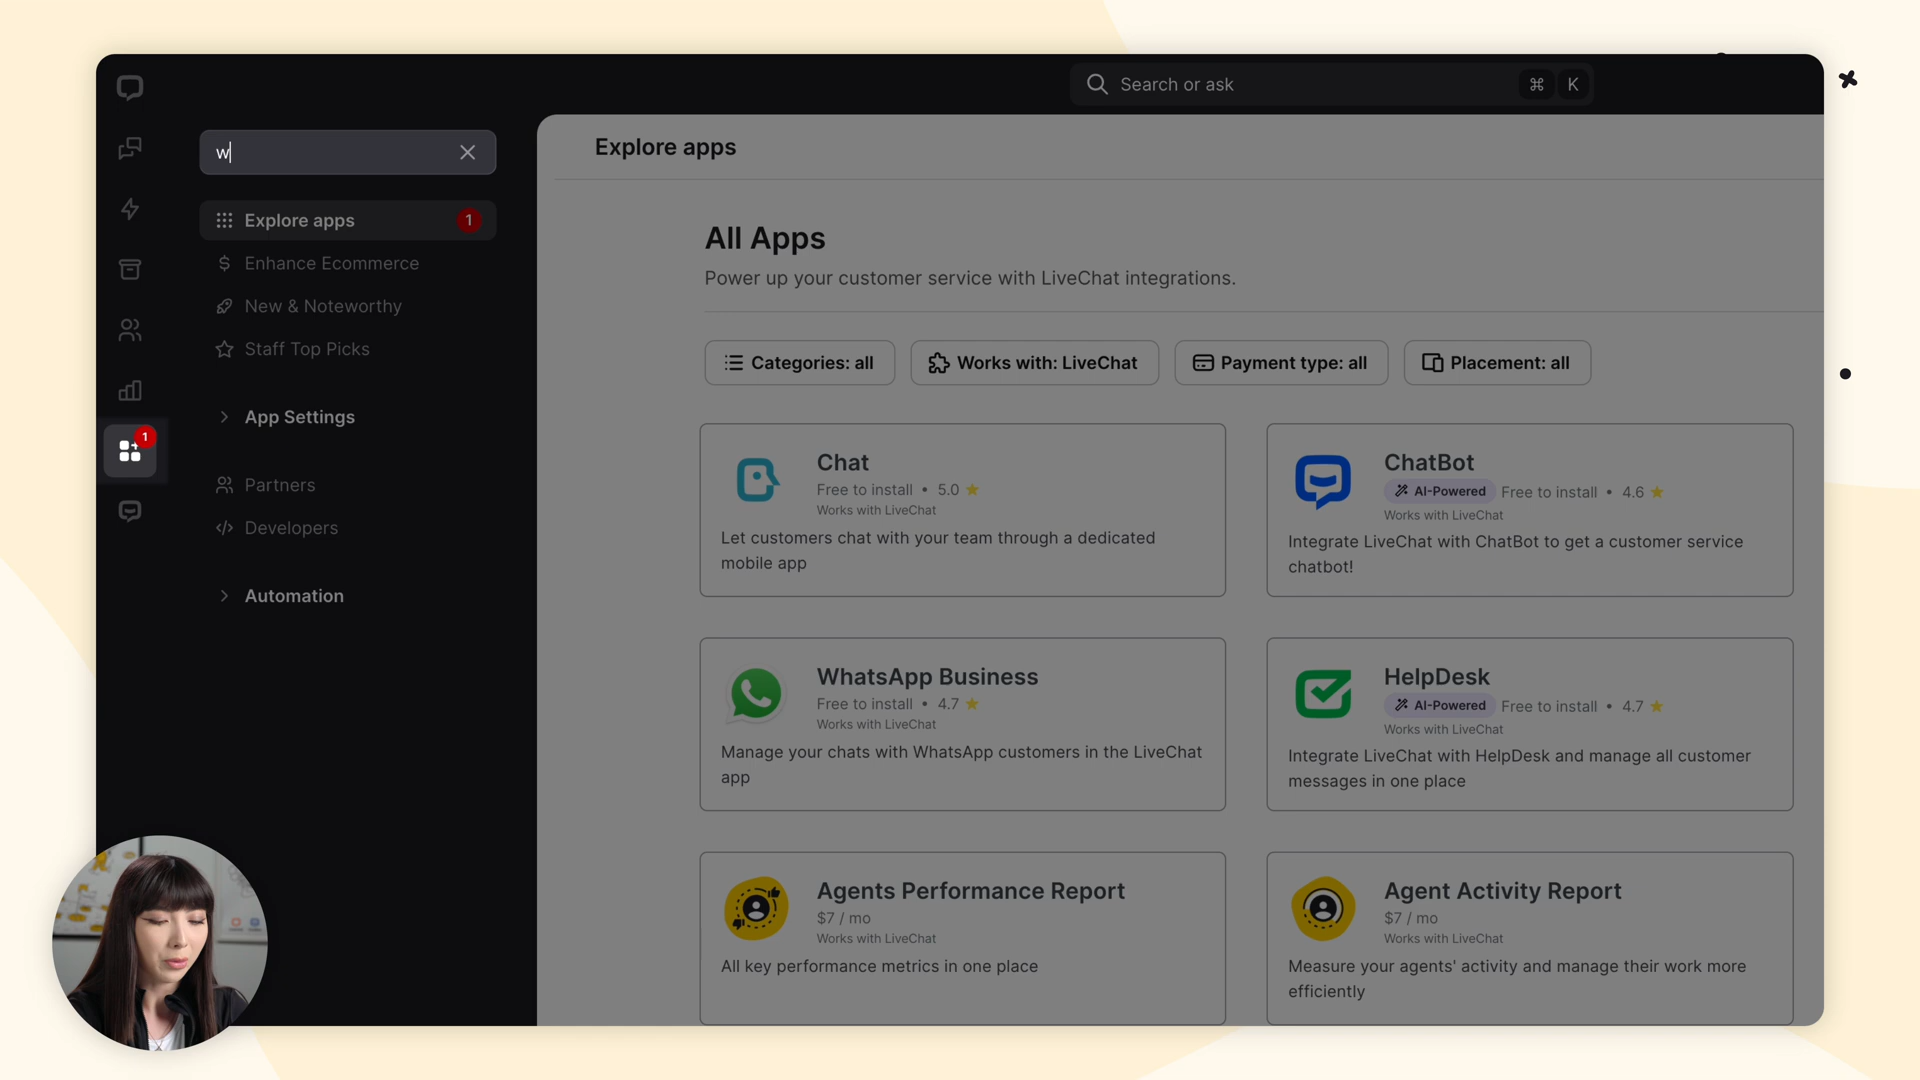 Search or ask
⌘ K
w
Explore apps 1
Enhance Ecommerce
New & Noteworthy
Staff Top Picks
App Settings
1
Partners
Developers
Automation
Explore apps
All Apps
Power up your customer service with LiveChat integrations.
Categories: all
Works with: LiveChat
Payment type: all
Placement: all
Chat
Free to install • 5.0
Works with LiveChat
Let customers chat with your team through a dedicated
mobile app
ChatBot
AI-Powered Free to install • 4.6
Works with LiveChat
Integrate LiveChat with ChatBot to get a customer service
chatbot!
WhatsApp Business
Free to install • 4.7
Works with LiveChat
Manage your chats with WhatsApp customers in the LiveChat
app
HelpDesk
AI-Powered Free to install • 4.7
Works with LiveChat
Integrate LiveChat with HelpDesk and manage all customer
messages in one place
Agents Performance Report
$7 / mo
Works with LiveChat
All key performance metrics in one place
Agent Activity Report
$7 / mo
Works with LiveChat
Measure your agents' activity and manage their work more
efficiently